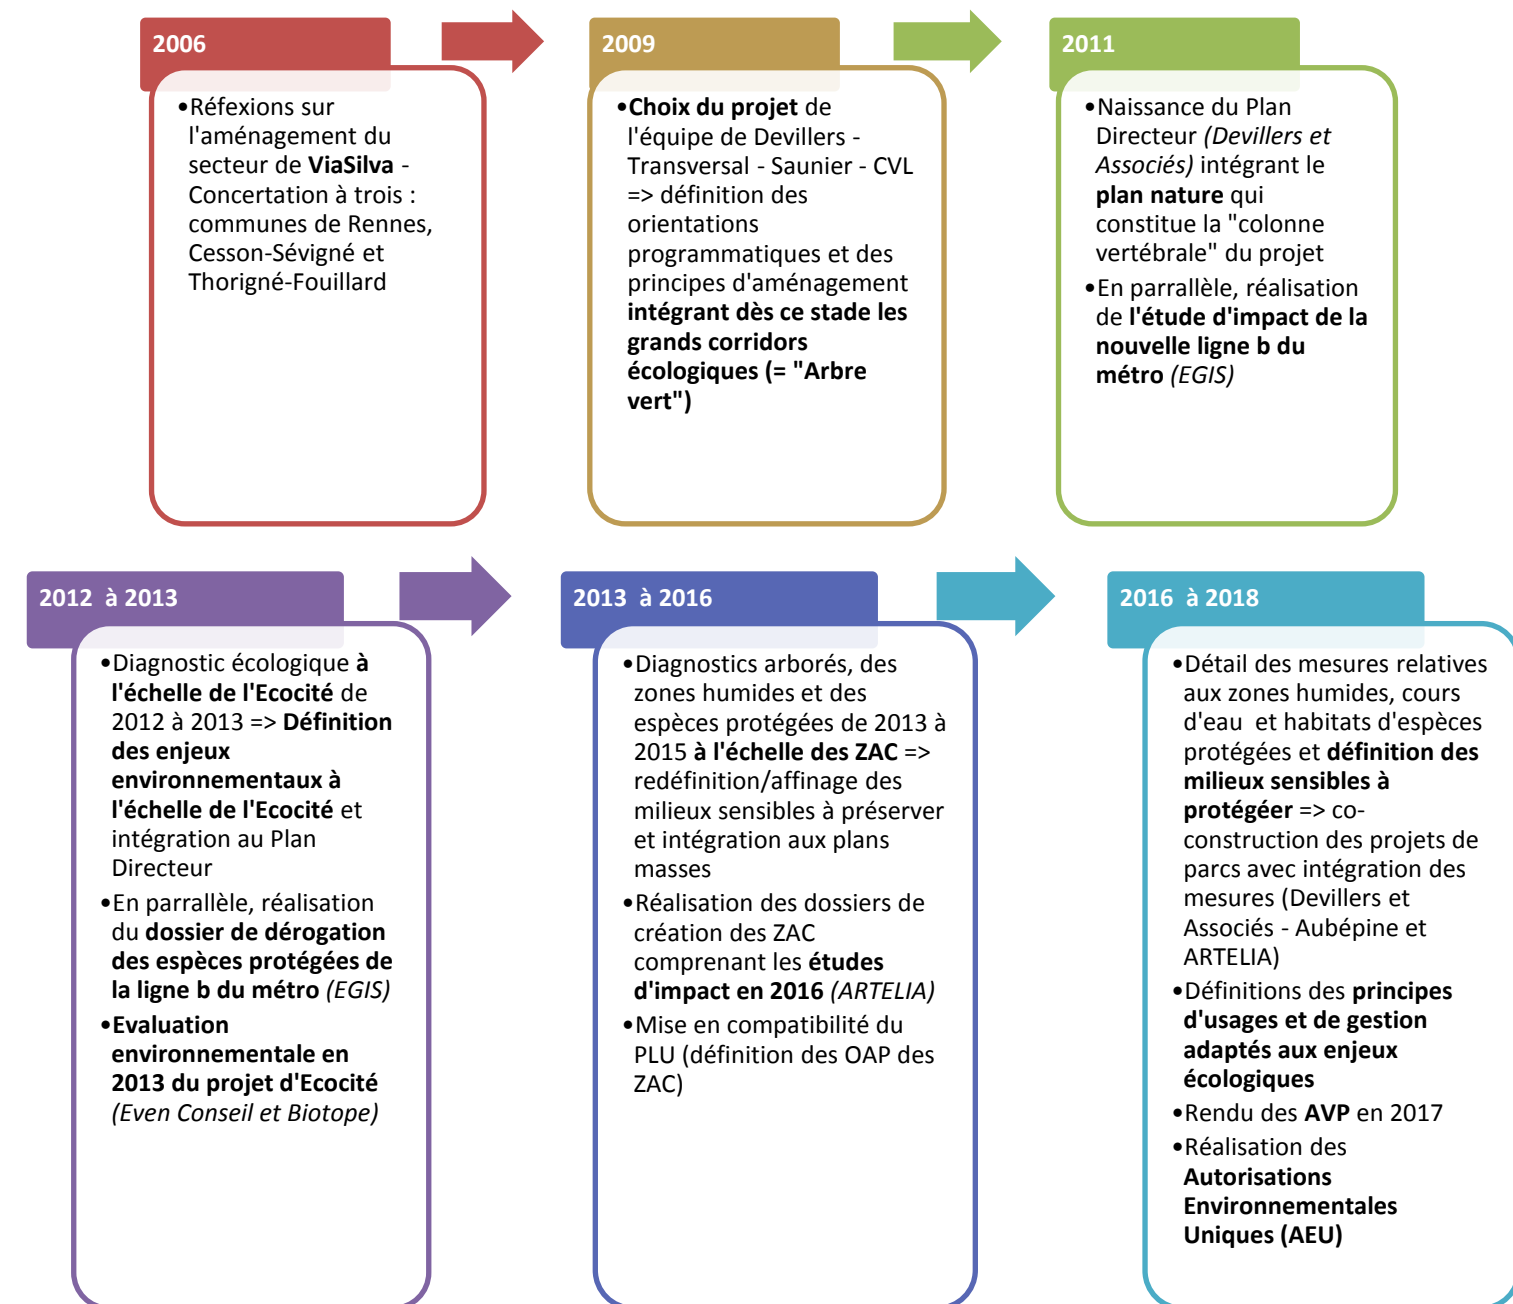 2006
•Réfexions sur
l'aménagement du
secteur de ViaSilva -
Concertation à trois :
communes de Rennes,
Cesson-Sévigné et
Thorigné-Fouillard
2009
•Choix du projet de
l'équipe de Devillers -
Transversal - Saunier - CVL
=> définition des
orientations
programmatiques et des
principes d'aménagement
intégrant dès ce stade les
grands corridors
écologiques (= "Arbre
vert")
2011
•Naissance du Plan
Directeur (Devillers et
Associés) intégrant le
plan nature qui
constitue la "colonne
vertébrale" du projet
•En parrallèle, réalisation
de l'étude d'impact de la
nouvelle ligne b du
métro (EGIS)
2012 à 2013
•Diagnostic écologique à
l'échelle de l'Ecocité de
2012 à 2013 => Définition
des enjeux
environnementaux à
l'échelle de l'Ecocité et
intégration au Plan
Directeur
•En parrallèle, réalisation
du dossier de dérogation
des espèces protégées de
la ligne b du métro (EGIS)
•Evaluation
environnementale en
2013 du projet d'Ecocité
(Even Conseil et Biotope)
2013 à 2016
•Diagnostics arborés, des
zones humides et des
espèces protégées de 2013 à
2015 à l'échelle des ZAC =>
redéfinition/affinage des
milieux sensibles à préserver
et intégration aux plans
masses
•Réalisation des dossiers de
création des ZAC
comprenant les études
d'impact en 2016 (ARTELIA)
•Mise en compatibilité du
PLU (définition des OAP des
ZAC)
2016 à 2018
•Détail des mesures relatives
aux zones humides, cours
d'eau et habitats d'espèces
protégées et définition des
milieux sensibles à
protégéer => co-
construction des projets de
parcs avec intégration des
mesures (Devillers et
Associés - Aubépine et
ARTELIA)
•Définitions des principes
d'usages et de gestion
adaptés aux enjeux
écologiques
•Rendu des AVP en 2017
•Réalisation des
Autorisations
Environnementales
Uniques (AEU)